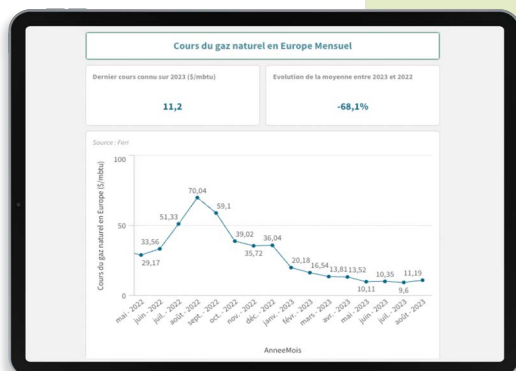 Cours du gaz naturel en Europe Mensuel
Dernier cours connu sur 2023 ($/mbtu)
11,2
Evolution de la moyenne entre 2023 et 2022
-68,1%
Source : Feri
Cours du gaz naturel en Europe ($/mbtu)
100
50
0
29,17
33,56
51,33
70,04
59,1
39,02
35,72
36,04
20,18
16,54
13,81
13,52
10,11
10,35
9,6
11,19
mai - 2022
juin - 2022
juil. - 2022
août - 2022
sept. - 2022
oct. - 2022
nov. - 2022
déc. - 2022
janv. - 2023
févr. - 2023
mars - 2023
avr. - 2023
mai - 2023
juin - 2023
juil. - 2023
août - 2023
AnneeMois